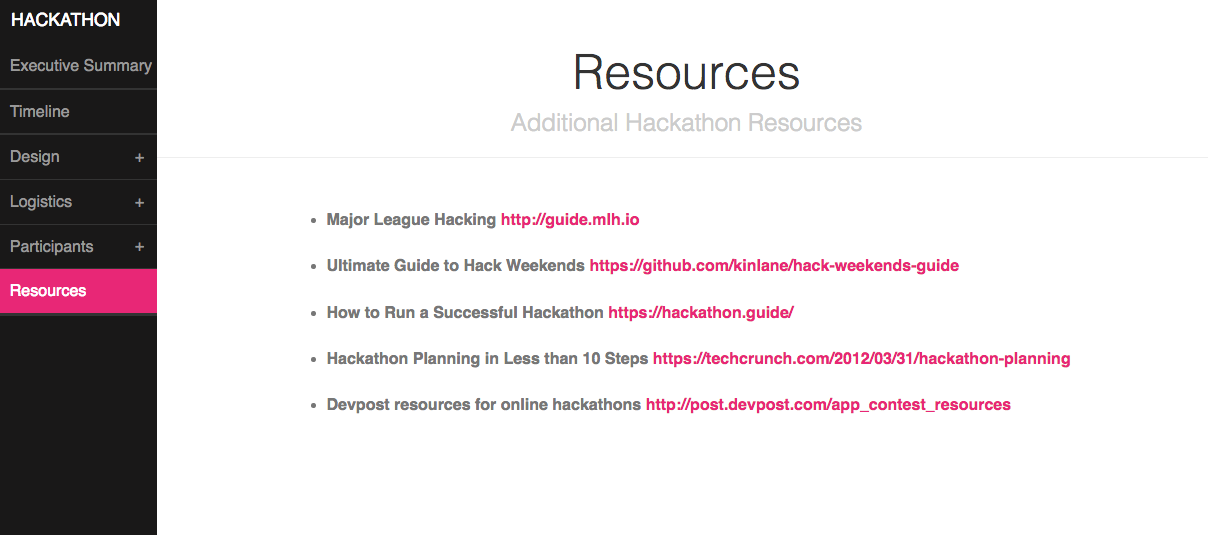 HACKATHON
Executive Summary
Timeline
Design +
Logistics +
Participants +
Resources
Resources
Additional Hackathon Resources
• Major League Hacking http://guide.mlh.io
• Ultimate Guide to Hack Weekends https://github.com/kinlane/hack-weekends-guide
• How to Run a Successful Hackathon https://hackathon.guide/
• Hackathon Planning in Less than 10 Steps https://techcrunch.com/2012/03/31/hackathon-planning
• Devpost resources for online hackathons http://post.devpost.com/app_contest_resources